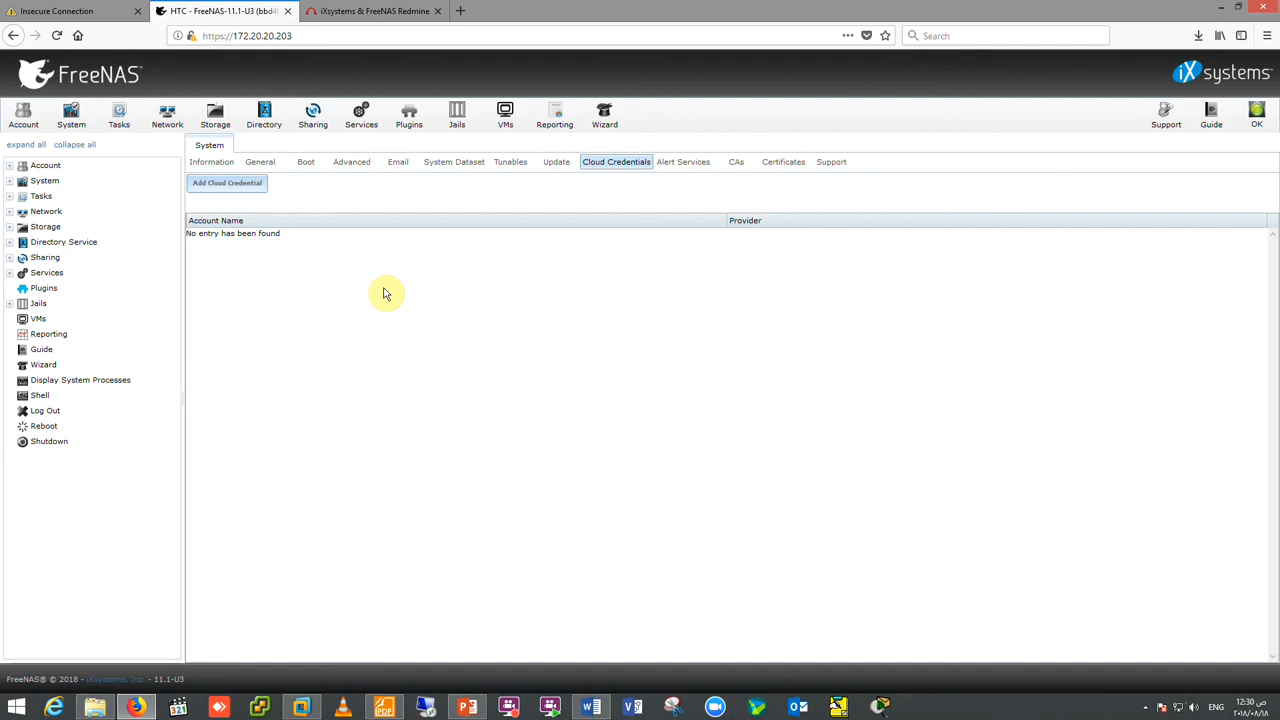 Insecure Connection
HTC - FreeNAS-11.1-U3 (bbd4
iXsystems & FreeNAS Redmine
https://172.20.20.203
Search
FreeNAS®
iXsystems™
Account System Tasks Network Storage Directory Sharing Services Plugins Jails VMs Reporting Wizard Support Guide OK
expand all collapse all
Account
System
Tasks
Network
Storage
Directory Service
Sharing
Services
Plugins
Jails
VMs
Reporting
Guide
Wizard
Display System Processes
Shell
Log Out
Reboot
Shutdown
System
Information General Boot Advanced Email System Dataset Tunables Update Cloud Credentials Alert Services CAs Certificates Support
Add Cloud Credential
Account Name Provider
No entry has been found
FreeNAS® © 2018 - iXsystems, Inc. - 11.1-U3
ENG
12:30 ص